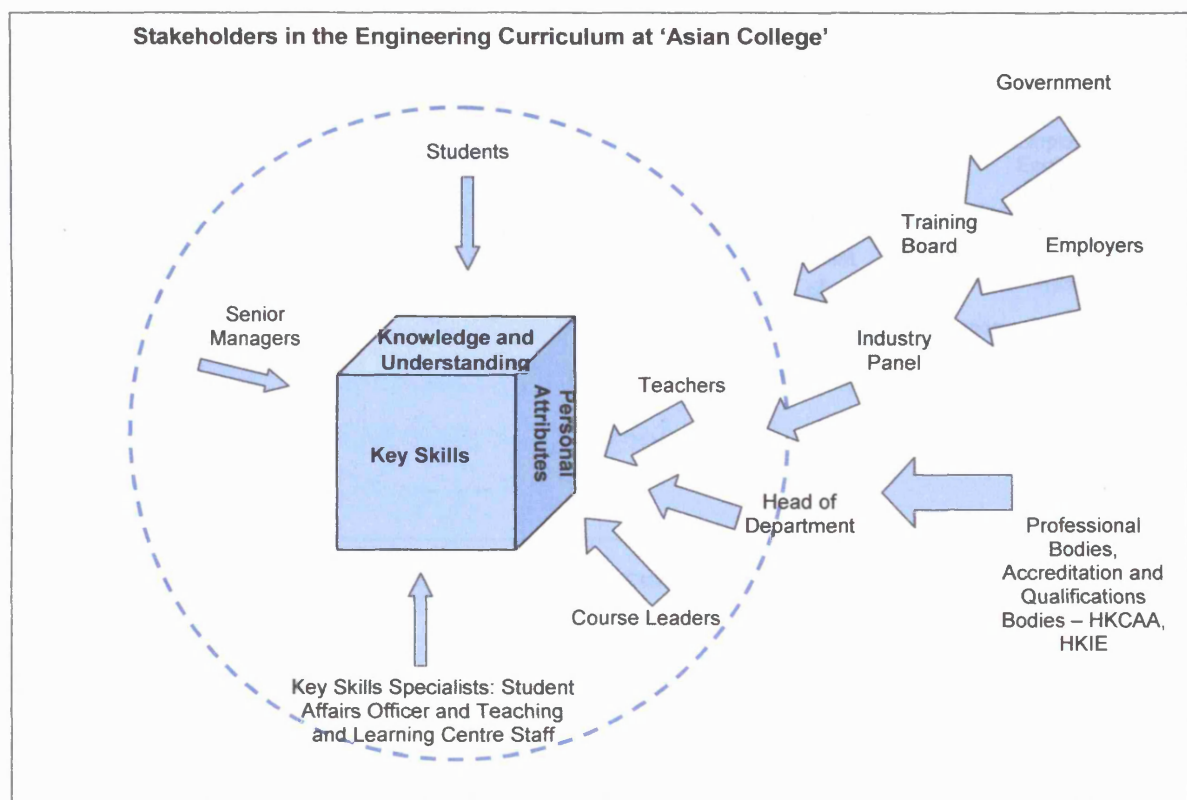 Stakeholders in the Engineering Curriculum at ‘Asian College’
Government
Students
Training
Board
Employers
Senior
Managers
Industry
Panel
Knowledge and
Understanding
Personal
Attributes
Key Skills
Teachers
Head of
Department
Professional
Bodies,
Accreditation and
Qualifications
Bodies – HKCAA,
HKIE
Course Leaders
Key Skills Specialists: Student
Affairs Officer and Teaching
and Learning Centre Staff